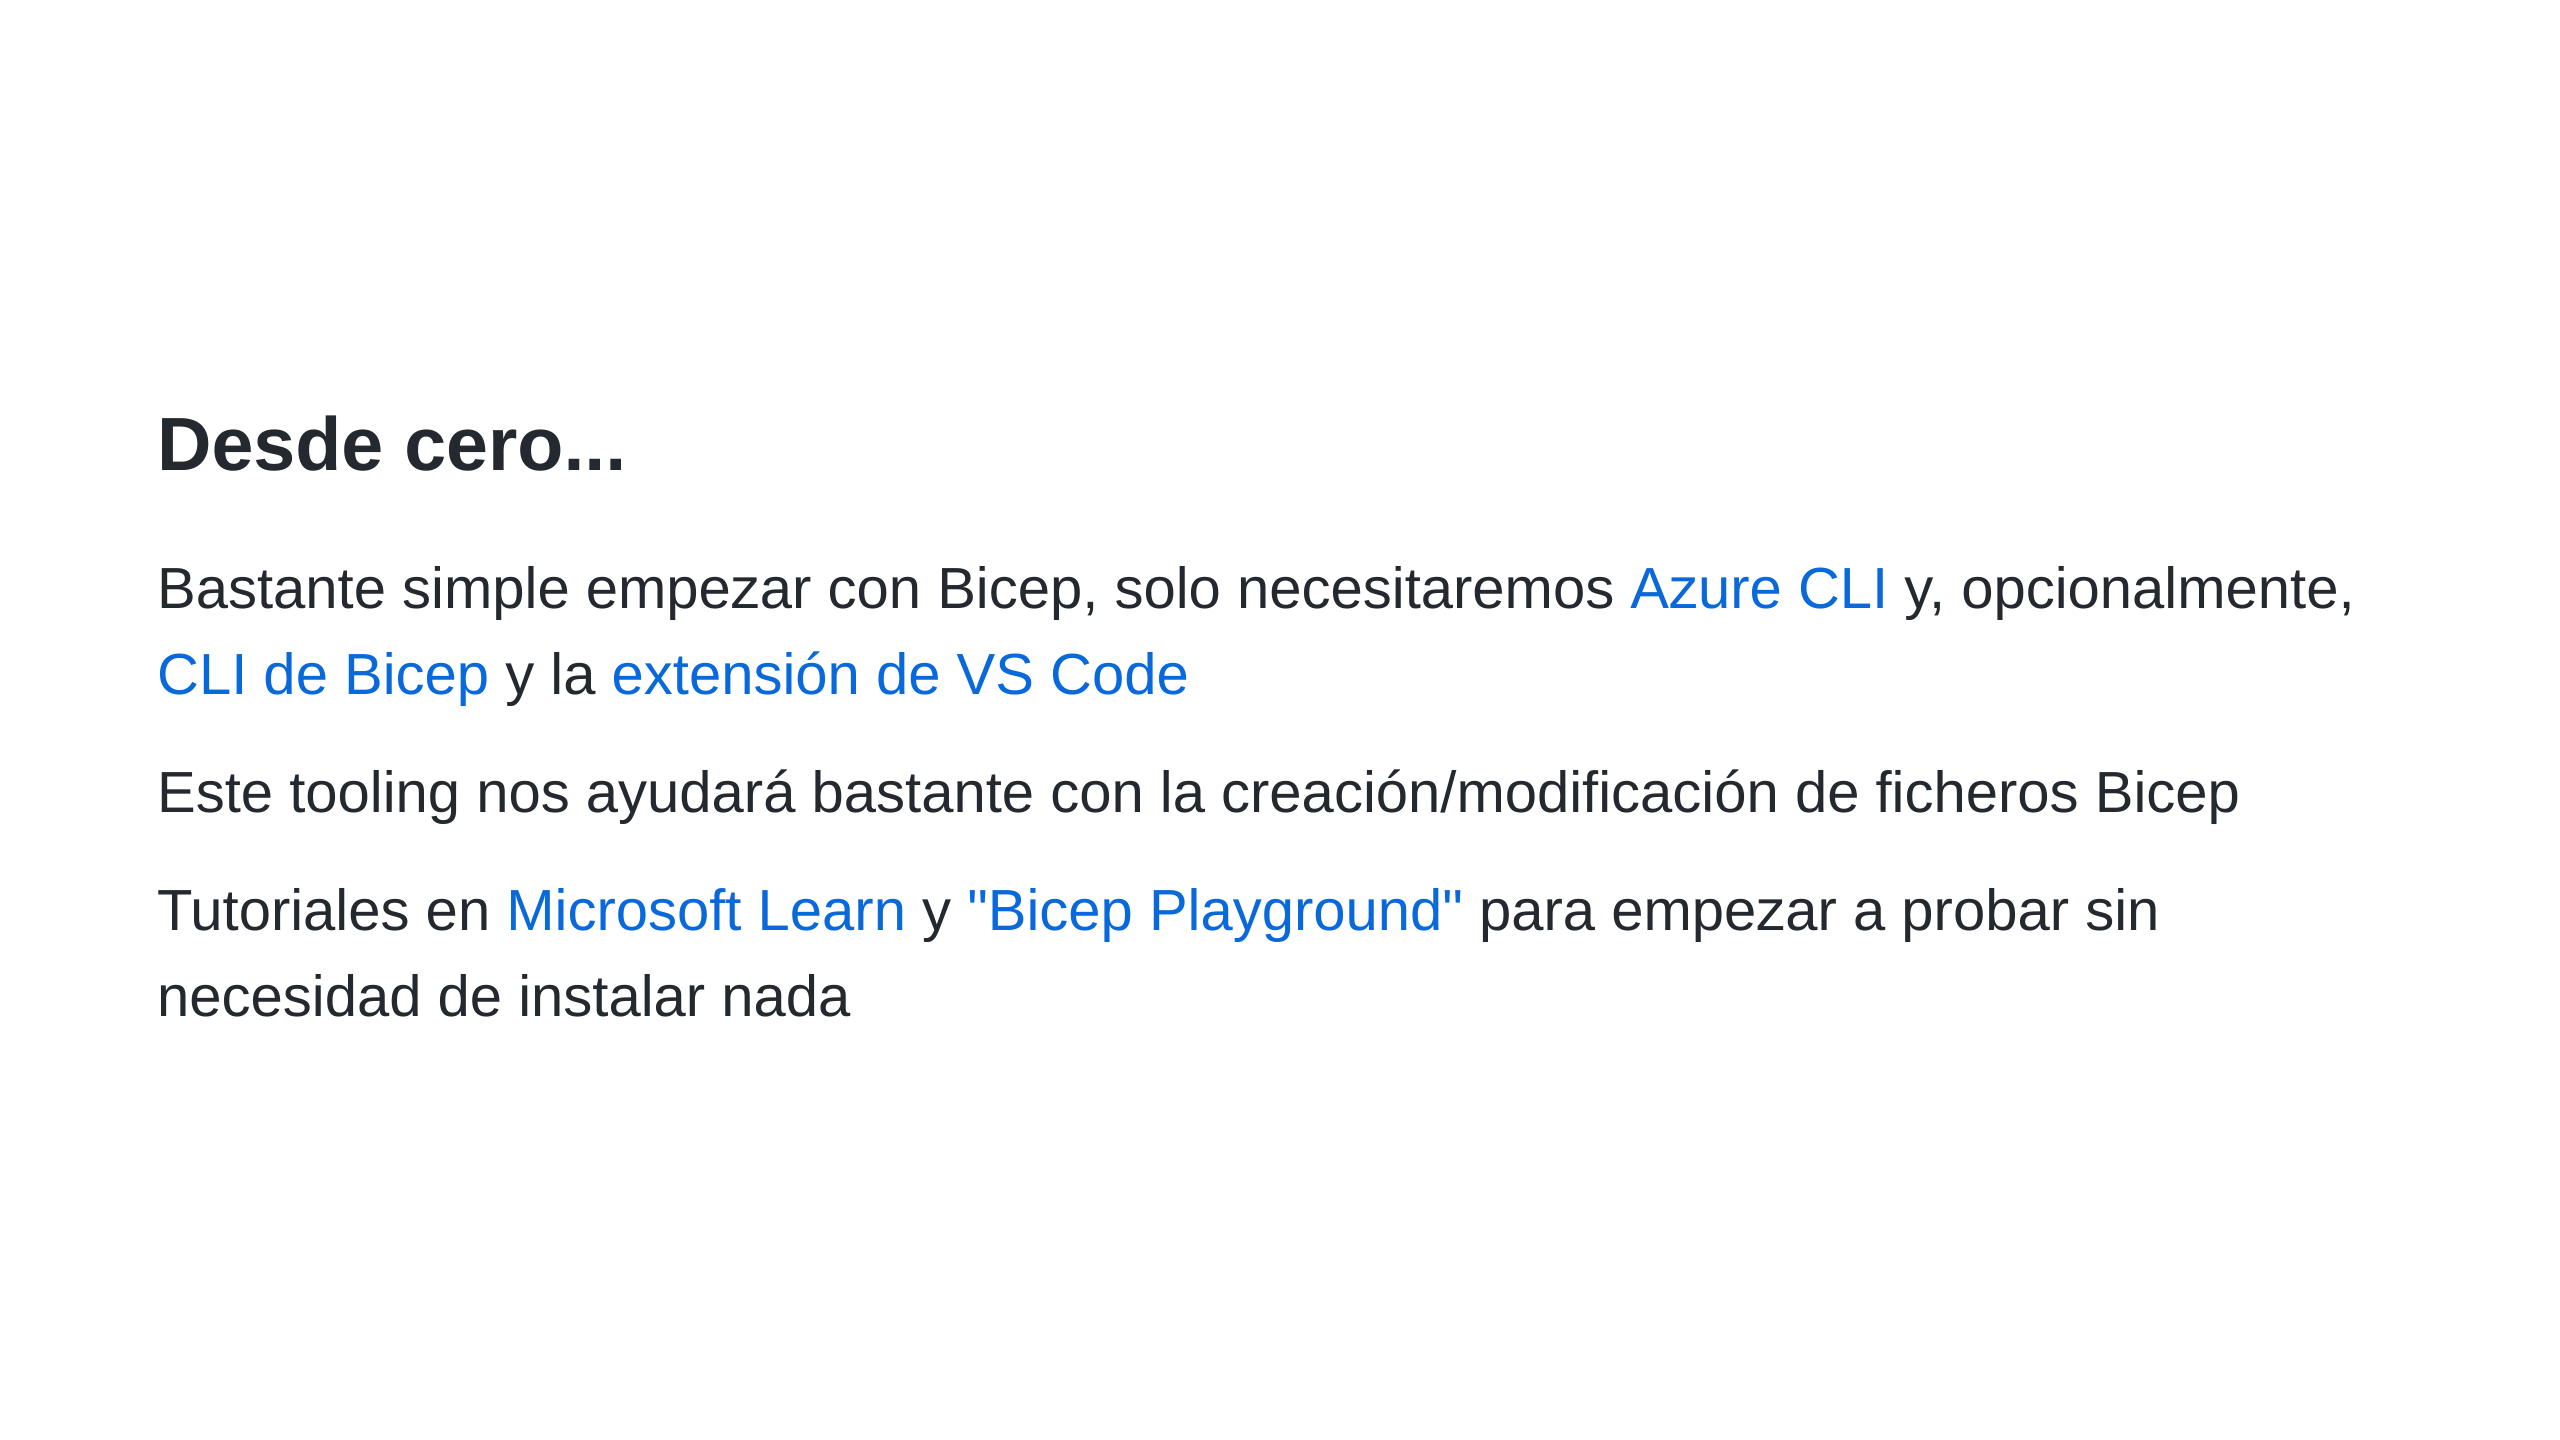 Desde cero...
Bastante simple empezar con Bicep, solo necesitaremos Azure CLI y, opcionalmente,
CLI de Bicep y la extensión de VS Code
Este tooling nos ayudará bastante con la creación/modificación de ficheros Bicep
Tutoriales en Microsoft Learn y "Bicep Playground" para empezar a probar sin
necesidad de instalar nada